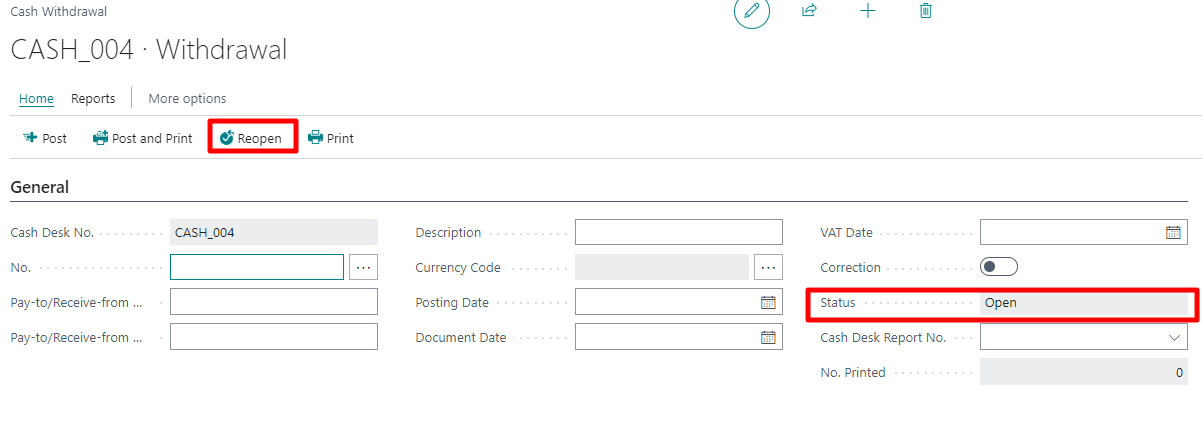 Cash Withdrawal
CASH_004 · Withdrawal
Home Reports More options
Post Post and Print Reopen Print
General
Cash Desk No. CASH_004 Description VAT Date
No. ... Currency Code ... Correction
Pay-to/Receive-from ... Posting Date Status Open
Pay-to/Receive-from ... Document Date Cash Desk Report No.
No. Printed 0